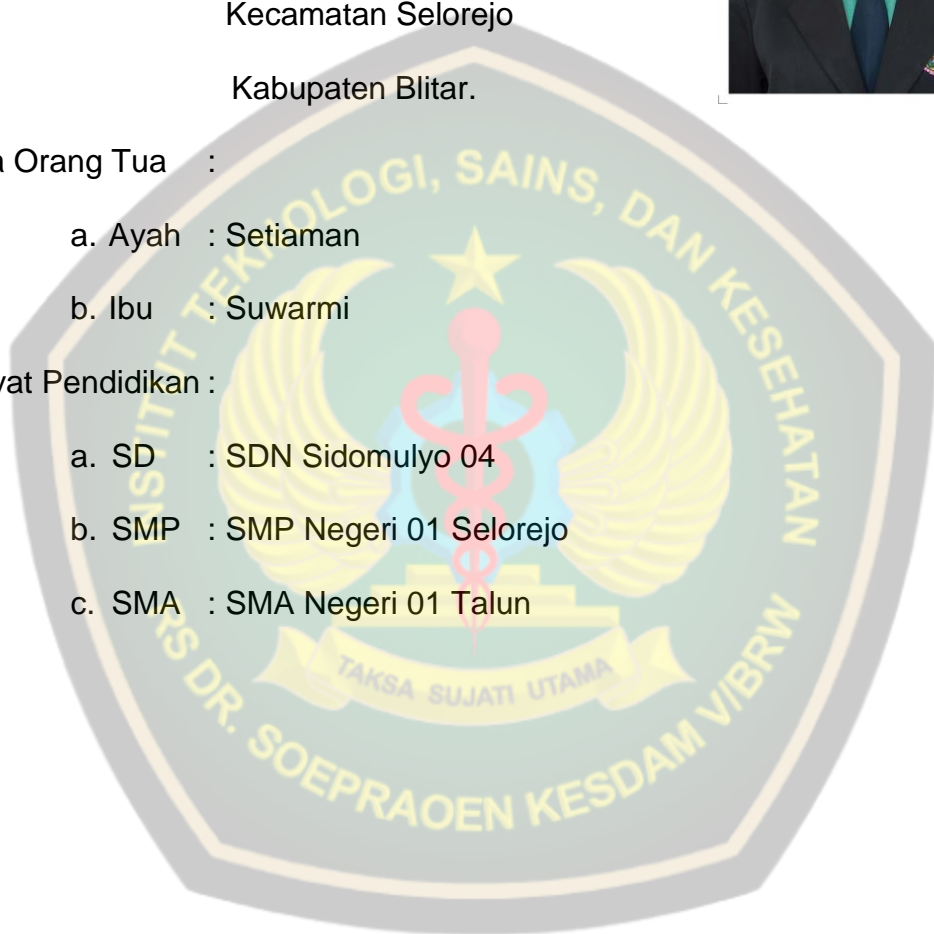 Kecamatan Selorejo
Kabupaten Blitar.
a Orang Tua :
a. Ayah : Setiaman
b. Ibu : Suwarmi
yat Pendidikan :
a. SD : SDN Sidomulyo 04
b. SMP : SMP Negeri 01 Selorejo
c. SMA : SMA Negeri 01 Talun
INSTITUT TEKNOLOGI, SAINS, DAN KESEHATAN
TAKSA SUJATI UTAMA
RS DR. SOEPRAOEN KESDAM V/BRW